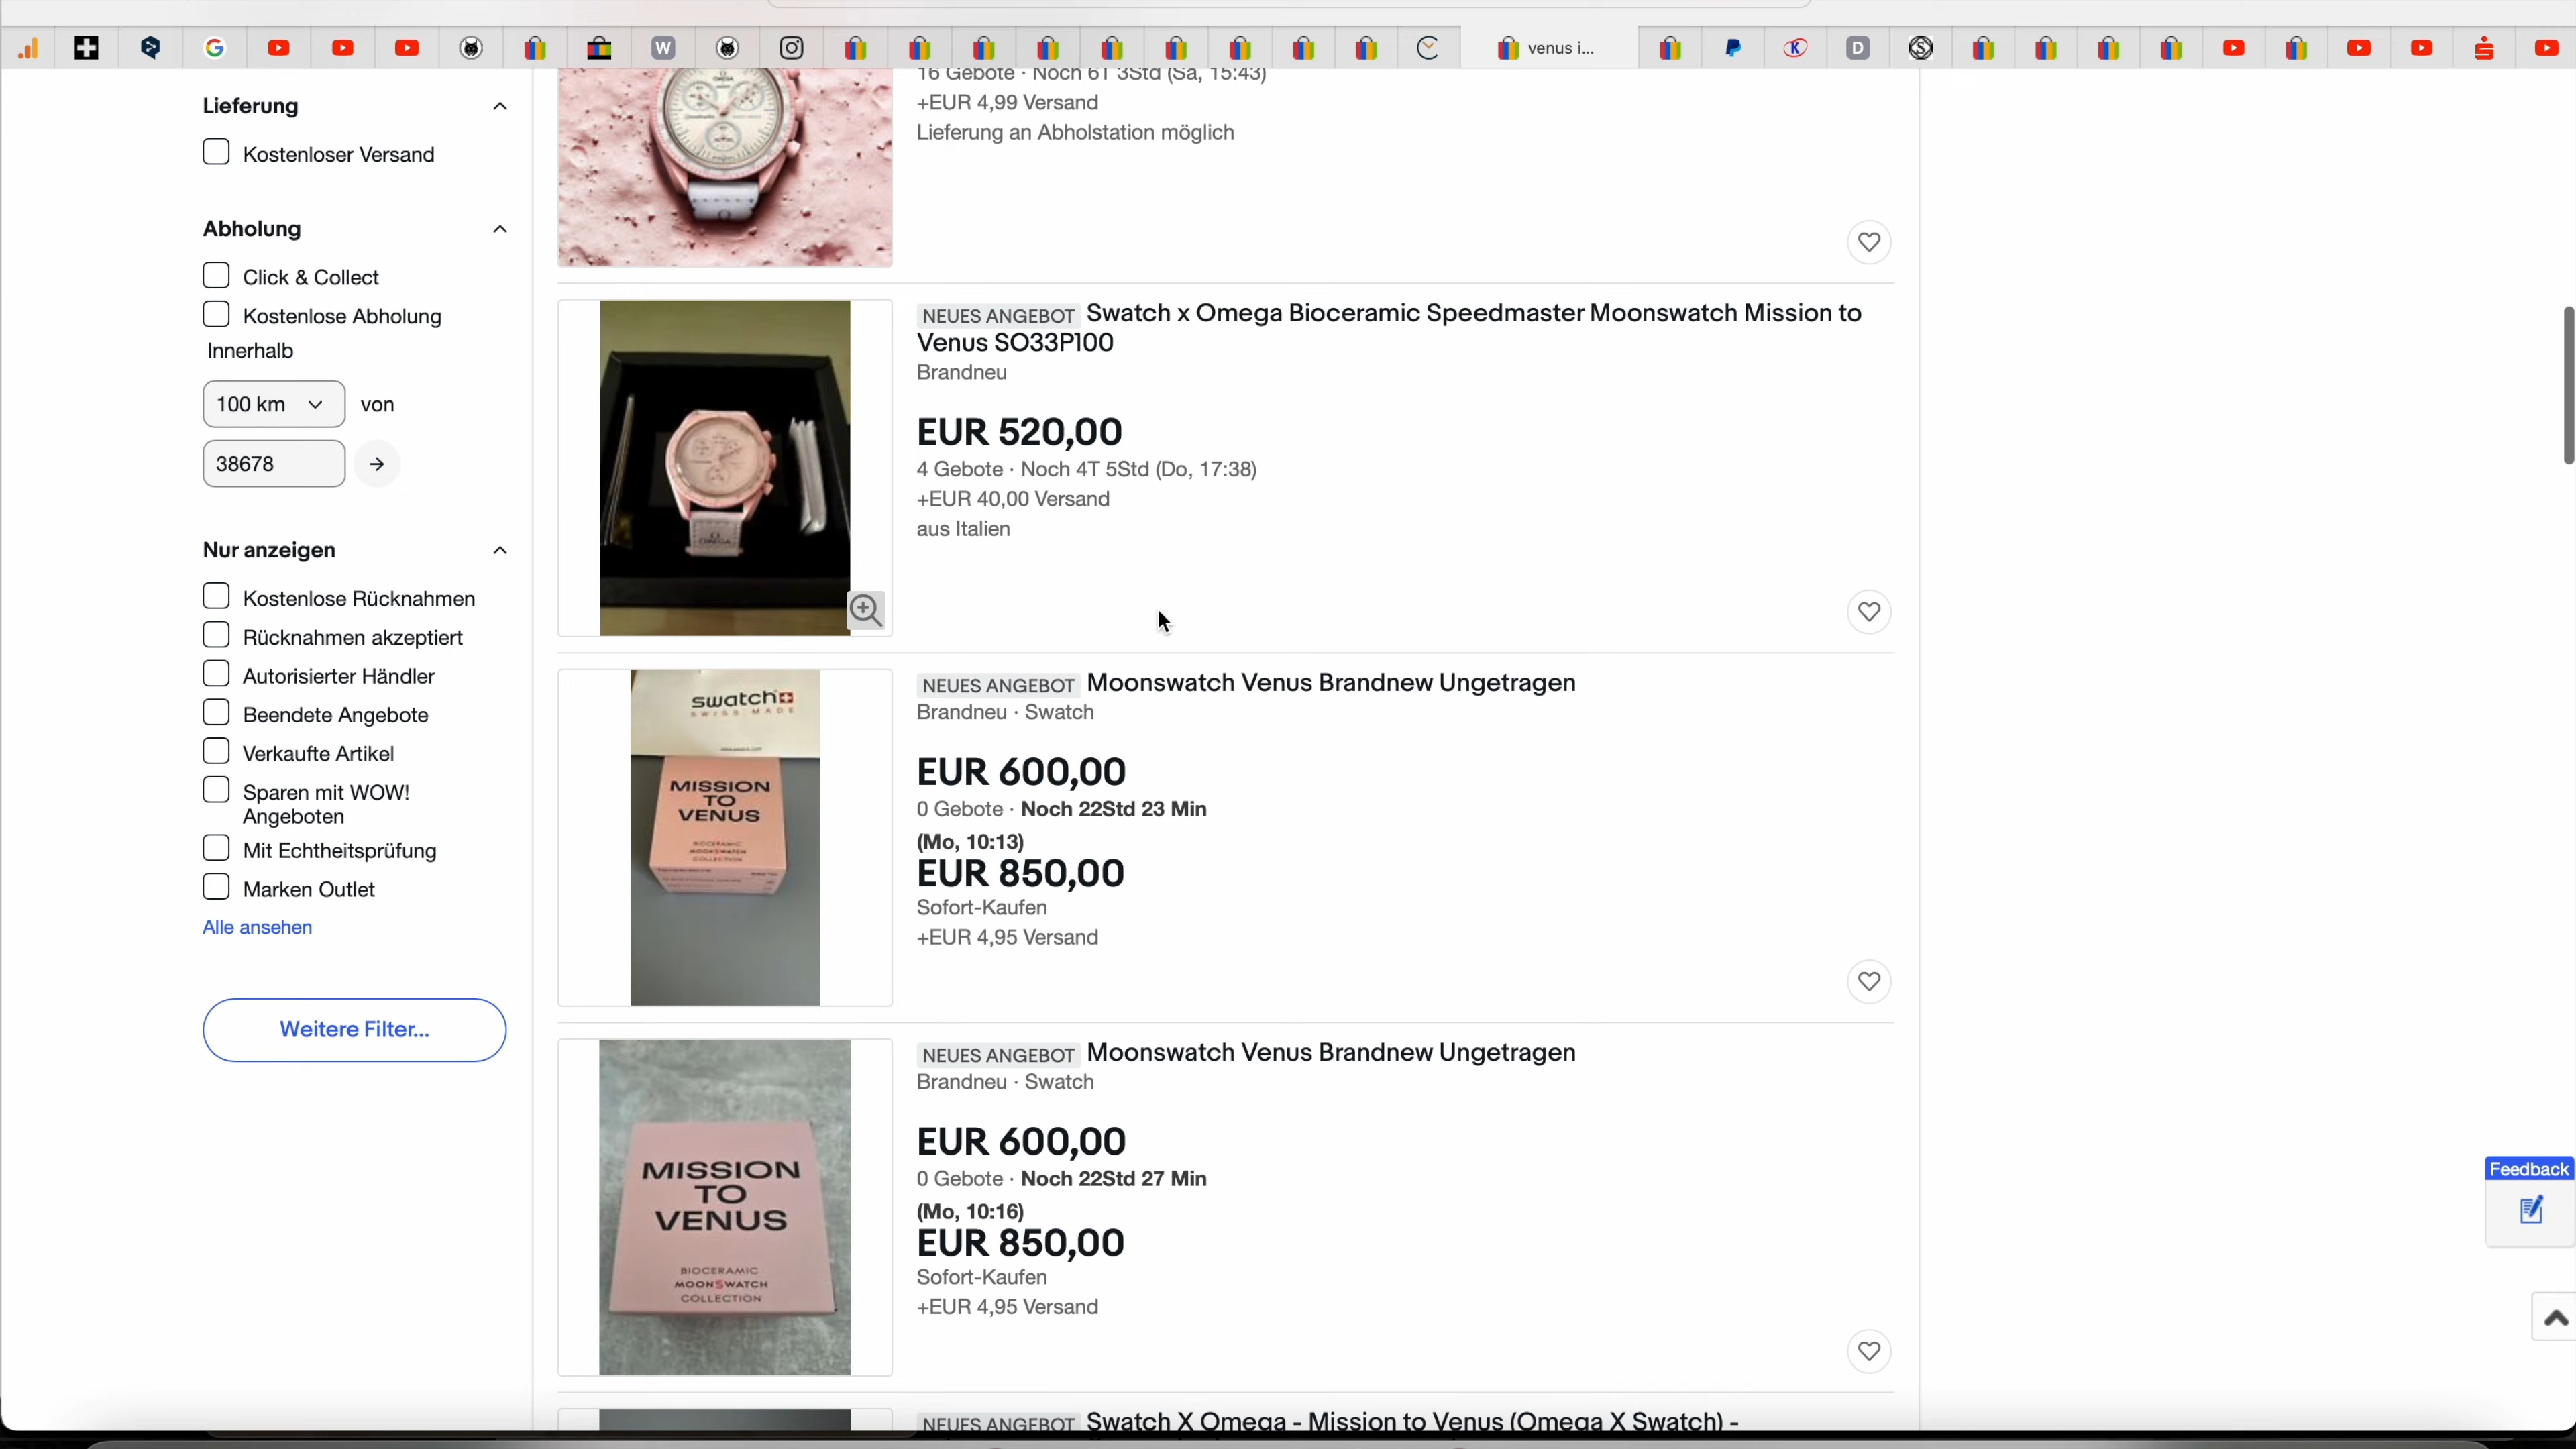 W
venus i...
D
Lieferung
Kostenloser Versand
Abholung
Click & Collect
Kostenlose Abholung
Innerhalb
100 km
von
38678
Nur anzeigen
Kostenlose Rücknahmen
Rücknahmen akzeptiert
Autorisierter Händler
Beendete Angebote
Verkaufte Artikel
Sparen mit WOW!
Angeboten
Mit Echtheitsprüfung
Marken Outlet
Alle ansehen
Weitere Filter...
16 Gebote · Noch 6T 3Std (Sa, 15:43)
+EUR 4,99 Versand
Lieferung an Abholstation möglich
NEUES ANGEBOT Swatch x Omega Bioceramic Speedmaster Moonswatch Mission to
Venus SO33P100
Brandneu
EUR 520,00
4 Gebote · Noch 4T 5Std (Do, 17:38)
+EUR 40,00 Versand
aus Italien
OMEGA
swatch
SWISS MADE
MISSION
TO
VENUS
BIOCERAMIC
MOONSWATCH
COLLECTION
NEUES ANGEBOT Moonswatch Venus Brandnew Ungetragen
Brandneu · Swatch
EUR 600,00
0 Gebote · Noch 22Std 23 Min
(Mo, 10:13)
EUR 850,00
Sofort-Kaufen
+EUR 4,95 Versand
MISSION
TO
VENUS
BIOCERAMIC
MOONSWATCH
COLLECTION
NEUES ANGEBOT Moonswatch Venus Brandnew Ungetragen
Brandneu · Swatch
EUR 600,00
0 Gebote · Noch 22Std 27 Min
(Mo, 10:16)
EUR 850,00
Sofort-Kaufen
+EUR 4,95 Versand
NEUES ANGEBOT Swatch X Omega - Mission to Venus (Omega X Swatch) -
Feedback